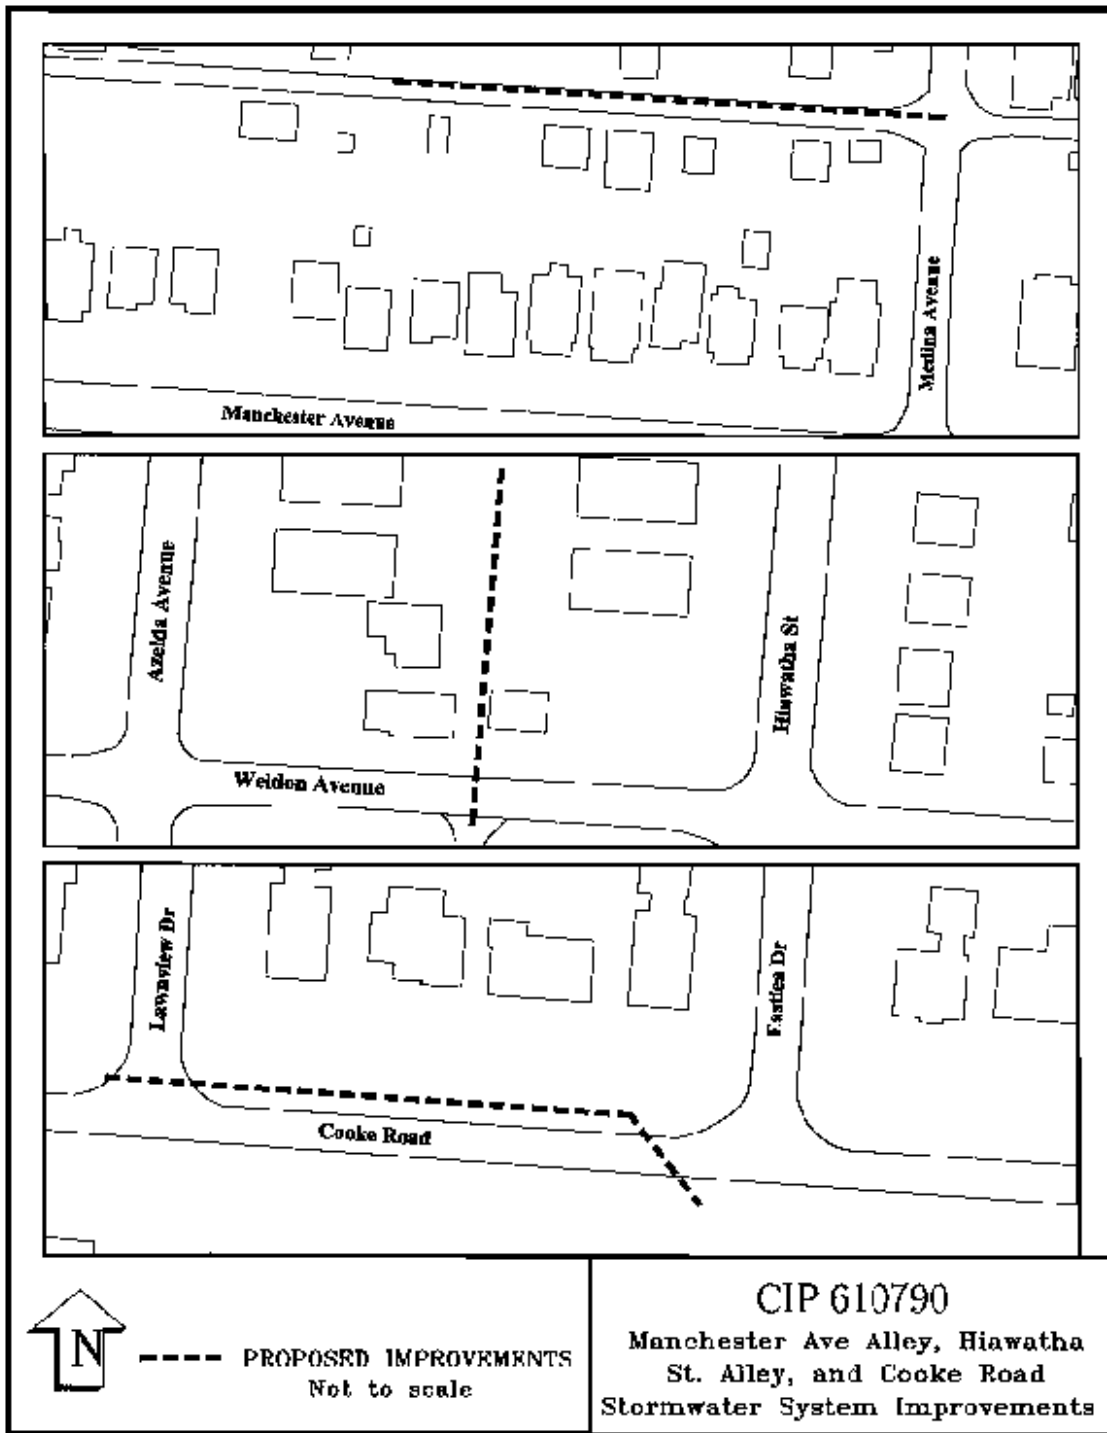 Medina Avenue
Manchester Avenue
Azelda Avenue
Hiawatha St
Weldon Avenue
Lawnview Dr
Eastlea Dr
Cooke Road
N
PROPOSED IMPROVEMENTS
Not to scale
CIP 610790
Manchester Ave Alley, Hiawatha
St. Alley, and Cooke Road
Stormwater System Improvements